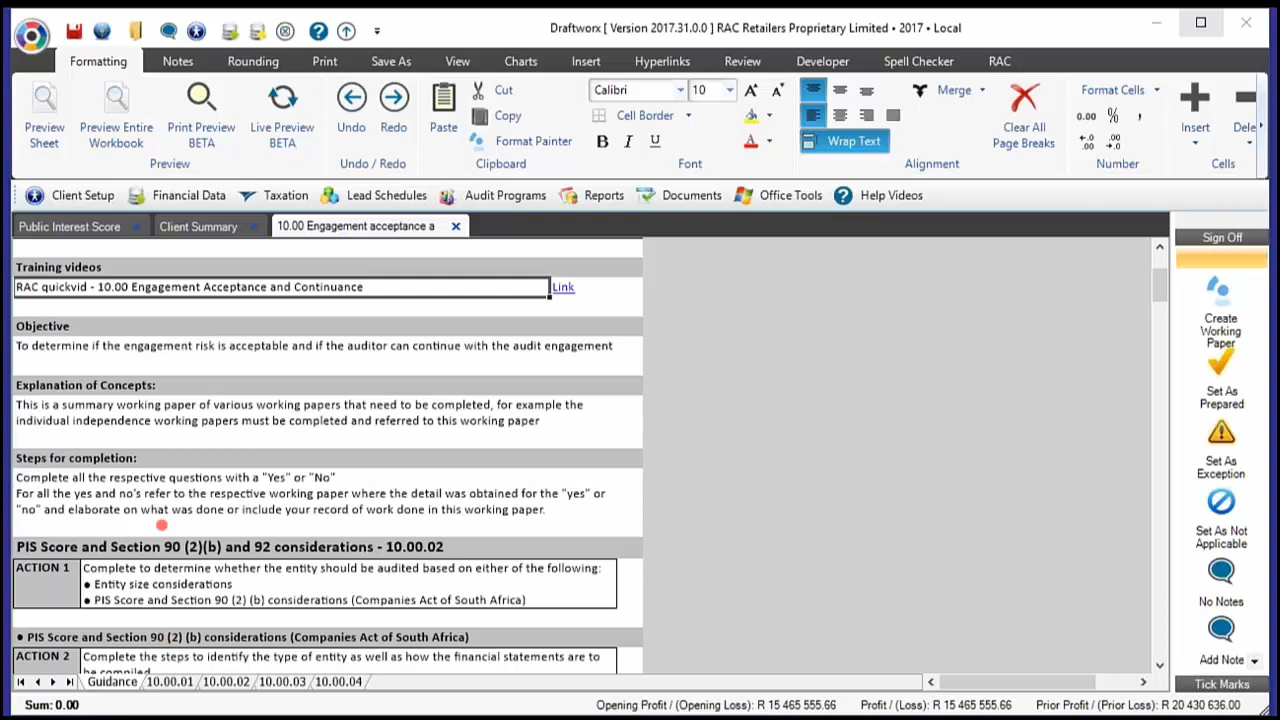 Draftworx [ Version 2017.31.0.0 ] RAC Retailers Proprietary Limited • 2017 • Local
Formatting Notes Rounding Print Save As View Charts Insert Hyperlinks Review Developer Spell Checker RAC
Preview Sheet
Preview Entire Workbook
Print Preview BETA
Live Preview BETA
Preview
Undo
Redo
Undo / Redo
Paste
Cut
Copy
Format Painter
Clipboard
Calibri 10
Cell Border
B I U
Font
Wrap Text
Merge
Clear All Page Breaks
Alignment
Format Cells
0.00 % ,
Number
Insert
Dele
Cells
Client Setup Financial Data Taxation Lead Schedules Audit Programs Reports Documents Office Tools Help Videos
Public Interest Score Client Summary 10.00 Engagement acceptance a
Training videos
RAC quickvid - 10.00 Engagement Acceptance and Continuance Link
Objective
To determine if the engagement risk is acceptable and if the auditor can continue with the audit engagement
Explanation of Concepts:
This is a summary working paper of various working papers that need to be completed, for example the
individual independence working papers must be completed and referred to this working paper
Steps for completion:
Complete all the respective questions with a "Yes" or "No"
For all the yes and no's refer to the respective working paper where the detail was obtained for the "yes" or
"no" and elaborate on what was done or include your record of work done in this working paper.
PIS Score and Section 90 (2)(b) and 92 considerations - 10.00.02
ACTION 1 Complete to determine whether the entity should be audited based on either of the following:
● Entity size considerations
● PIS Score and Section 90 (2) (b) considerations (Companies Act of South Africa)
● PIS Score and Section 90 (2) (b) considerations (Companies Act of South Africa)
ACTION 2 Complete the steps to identify the type of entity as well as how the financial statements are to
be compiled
Guidance 10.00.01 10.00.02 10.00.03 10.00.04
Sign Off
Create Working Paper
Set As Prepared
Set As Exception
Set As Not Applicable
No Notes
Add Note
Tick Marks
Sum: 0.00 Opening Profit / (Opening Loss): R 15 465 555.66 Profit / (Loss): R 15 465 555.66 Prior Profit / (Prior Loss): R 20 430 636.00